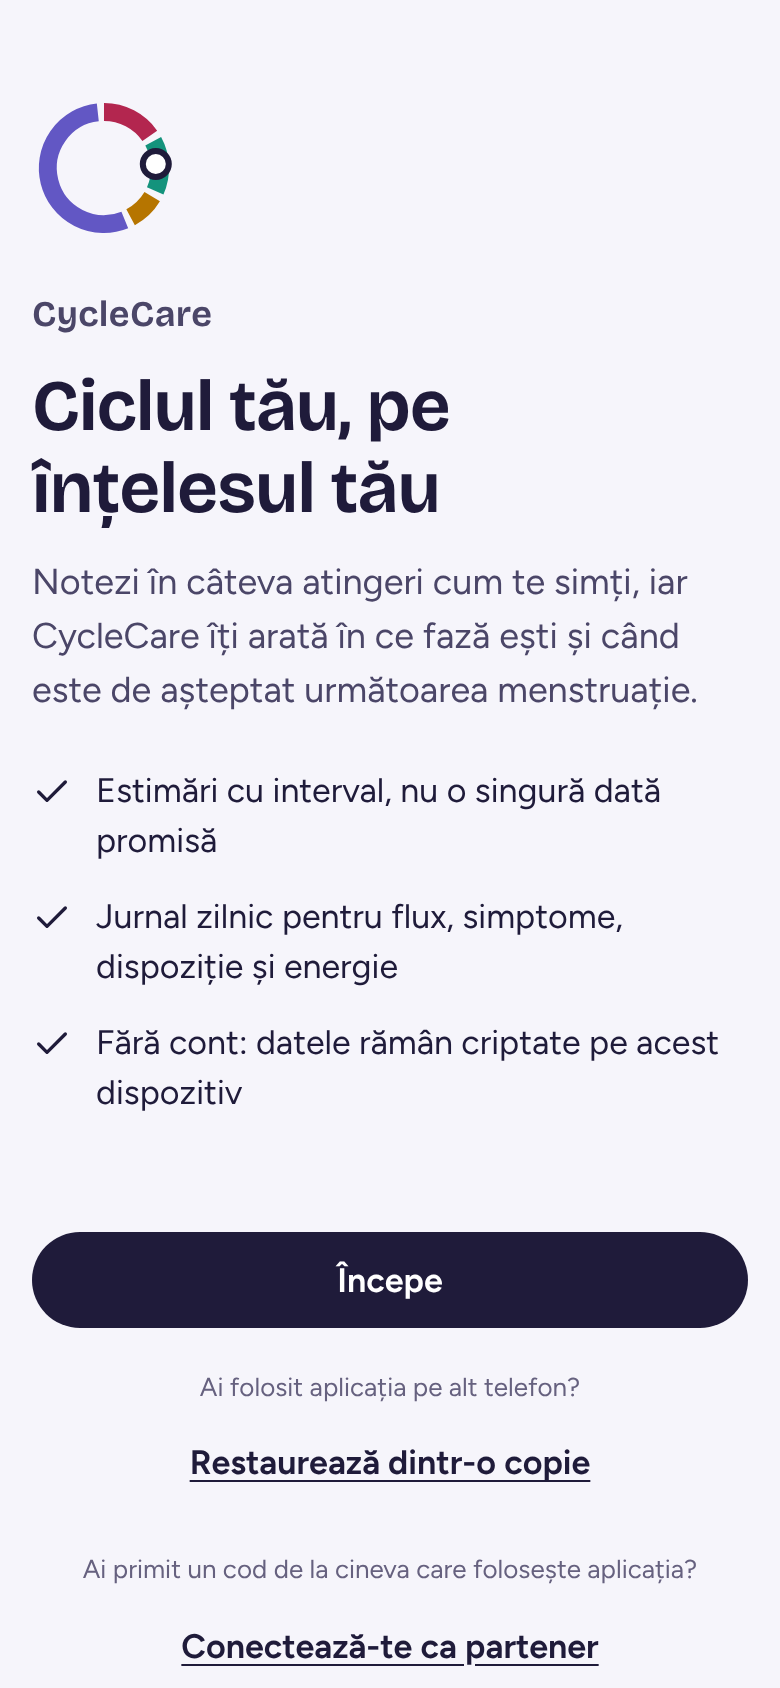 CycleCare
Ciclul tău, pe
înțelesul tău
Notezi în câteva atingeri cum te simți, iar
CycleCare îți arată în ce fază ești și când
este de așteptat următoarea menstruație.
Estimări cu interval, nu o singură dată
promisă
Jurnal zilnic pentru flux, simptome,
dispoziție și energie
Fără cont: datele rămân criptate pe acest
dispozitiv
Începe
Ai folosit aplicația pe alt telefon?
Restaurează dintr-o copie
Ai primit un cod de la cineva care folosește aplicația?
Conectează-te ca partener